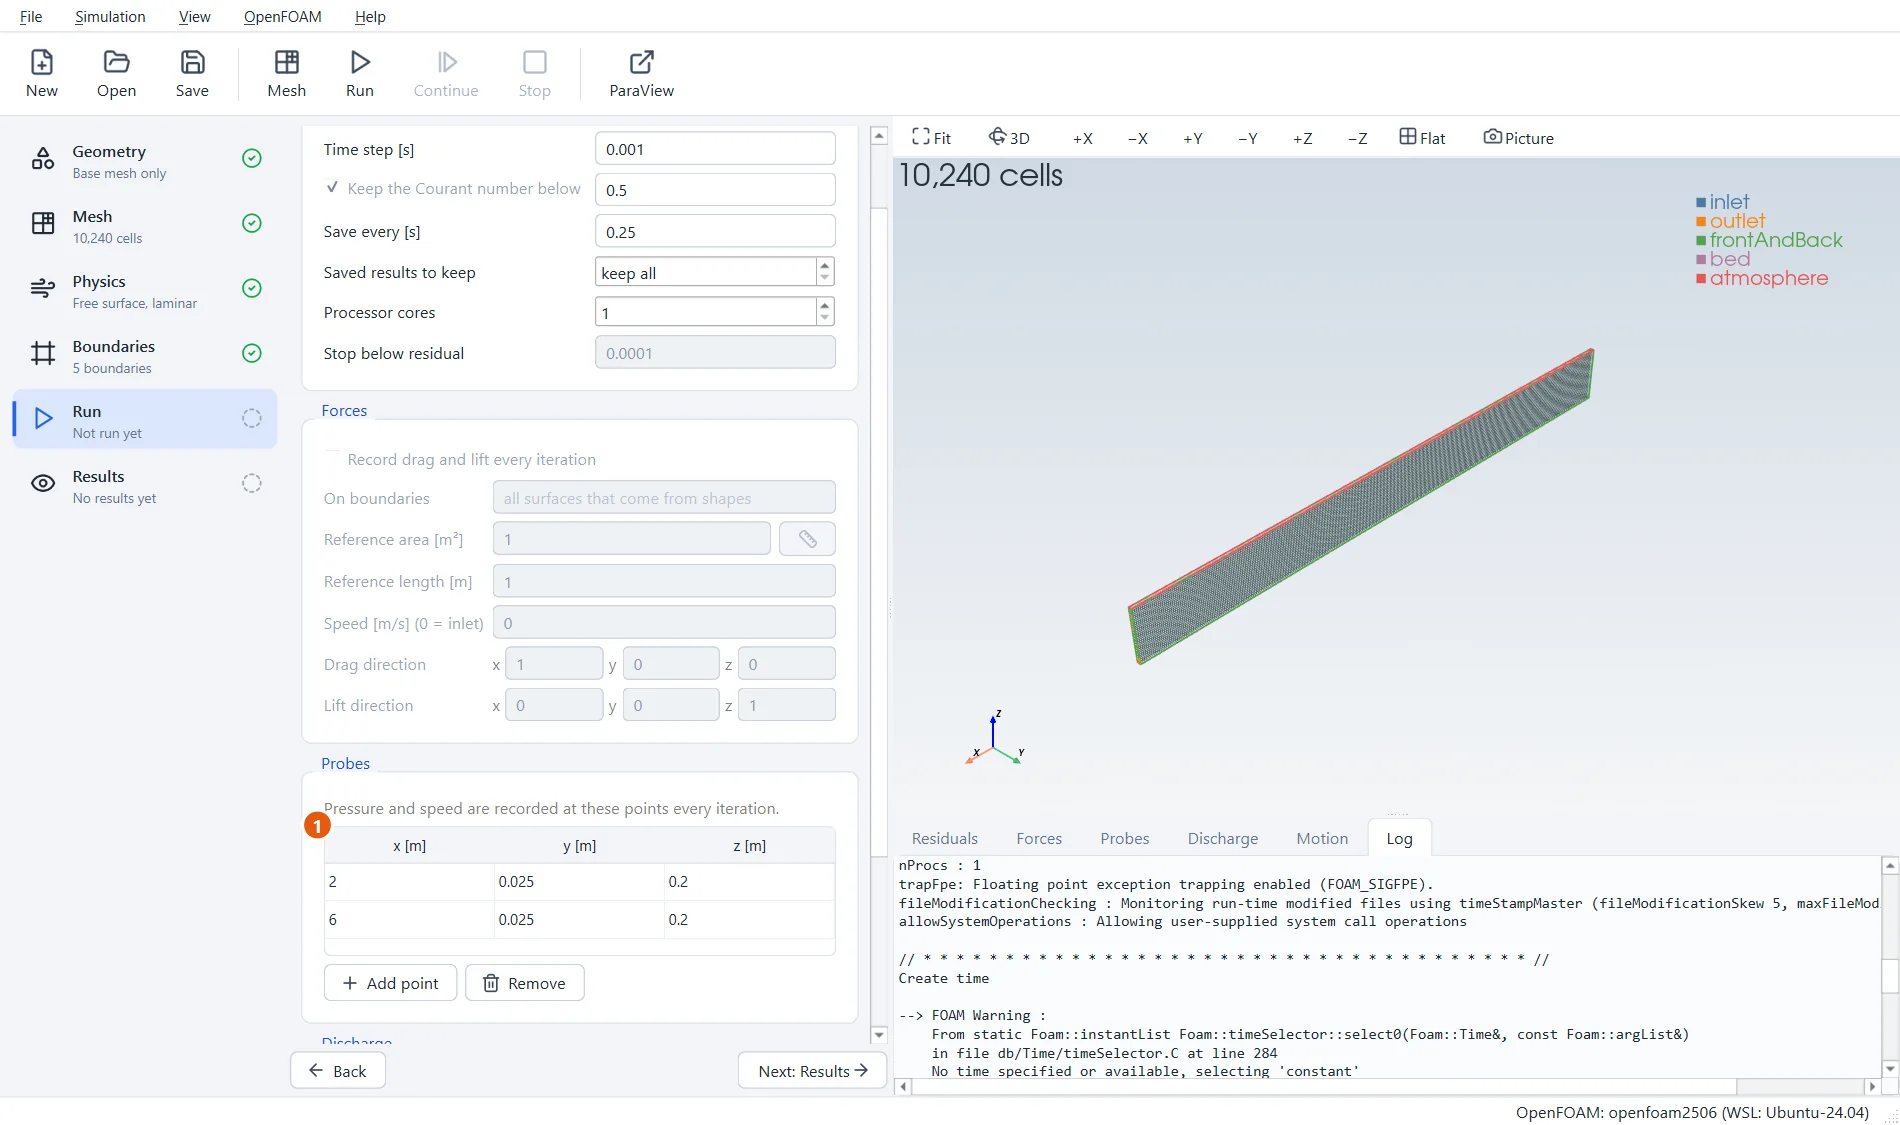 File Simulation View OpenFOAM Help
New Open Save Mesh Run Continue Stop ParaView
Geometry
Base mesh only
Mesh
10,240 cells
Physics
Free surface, laminar
Boundaries
5 boundaries
Run
Not run yet
Results
No results yet
Time step [s] 0.001
Keep the Courant number below 0.5
Save every [s] 0.25
Saved results to keep keep all
Processor cores 1
Stop below residual 0.0001
Forces
Record drag and lift every iteration
On boundaries all surfaces that come from shapes
Reference area [m²] 1
Reference length [m] 1
Speed [m/s] (0 = inlet) 0
Drag direction x 1 y 0 z 0
Lift direction x 0 y 0 z 1
Probes
Pressure and speed are recorded at these points every iteration.
1
x [m] y [m] z [m]
2 0.025 0.2
6 0.025 0.2
Add point Remove
Discharge
Back Next: Results
Fit 3D +X −X +Y −Y +Z −Z Flat Picture
10,240 cells
inlet
outlet
frontAndBack
bed
atmosphere
Z
X Y
Residuals Forces Probes Discharge Motion Log
nProcs : 1
trapFpe: Floating point exception trapping enabled (FOAM_SIGFPE).
fileModificationChecking : Monitoring run-time modified files using timeStampMaster (fileModificationSkew 5, maxFileMod
allowSystemOperations : Allowing user-supplied system call operations
// * * * * * * * * * * * * * * * * * * * * * * * * * * * * * * * * * * * * * //
Create time
--> FOAM Warning :
From static Foam::instantList Foam::timeSelector::select0(Foam::Time&, const Foam::argList&)
in file db/Time/timeSelector.C at line 284
No time specified or available, selecting 'constant'
OpenFOAM: openfoam2506 (WSL: Ubuntu-24.04)